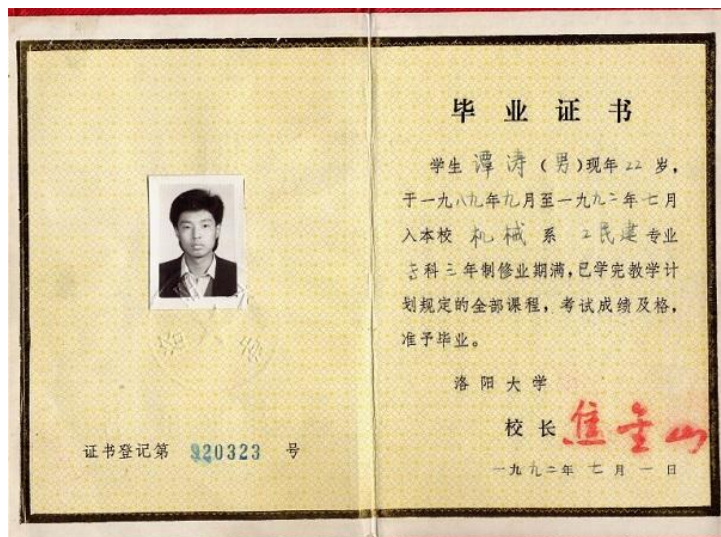 证书登记第 920323 号
毕业证书
学生 谭涛（男）现年 22 岁，
于一九八九年九月至一九九二年七月
入本校 机械 系 工民建 专业
专科三年制修业期满，已学完教学计
划规定的全部课程，考试成绩及格，
准予毕业。
洛阳大学
校长 焦金山
一九九二年 七 月 一 日